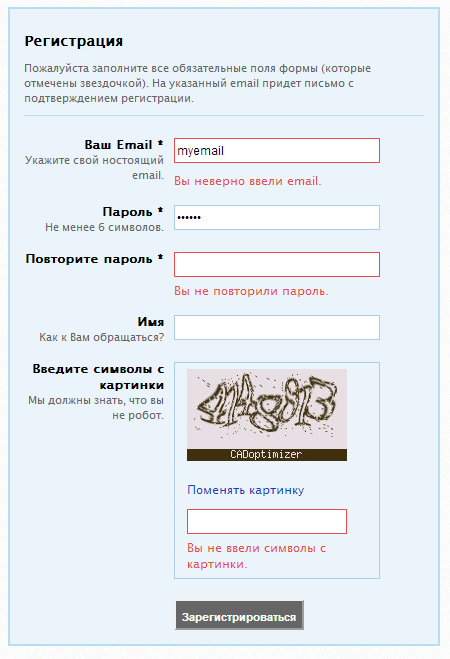 Регистрация
Пожалуйста заполните все обязательные поля формы (которые
отмечены звездочкой). На указанный email придет письмо с
подтверждением регистрации.
Ваш Email *
myemail
Укажите свой ностоящий
email.
Вы неверно ввели email.
Пароль *
••••••
Не менее 6 символов.
Повторите пароль *
Вы не повторили пароль.
Имя
Как к Вам обращаться?
Введите символы с
картинки
Мы должны знать, что вы
не робот.
CADoptimizer
Поменять картинку
Вы не ввели символы с
картинки.
Зарегистрироваться